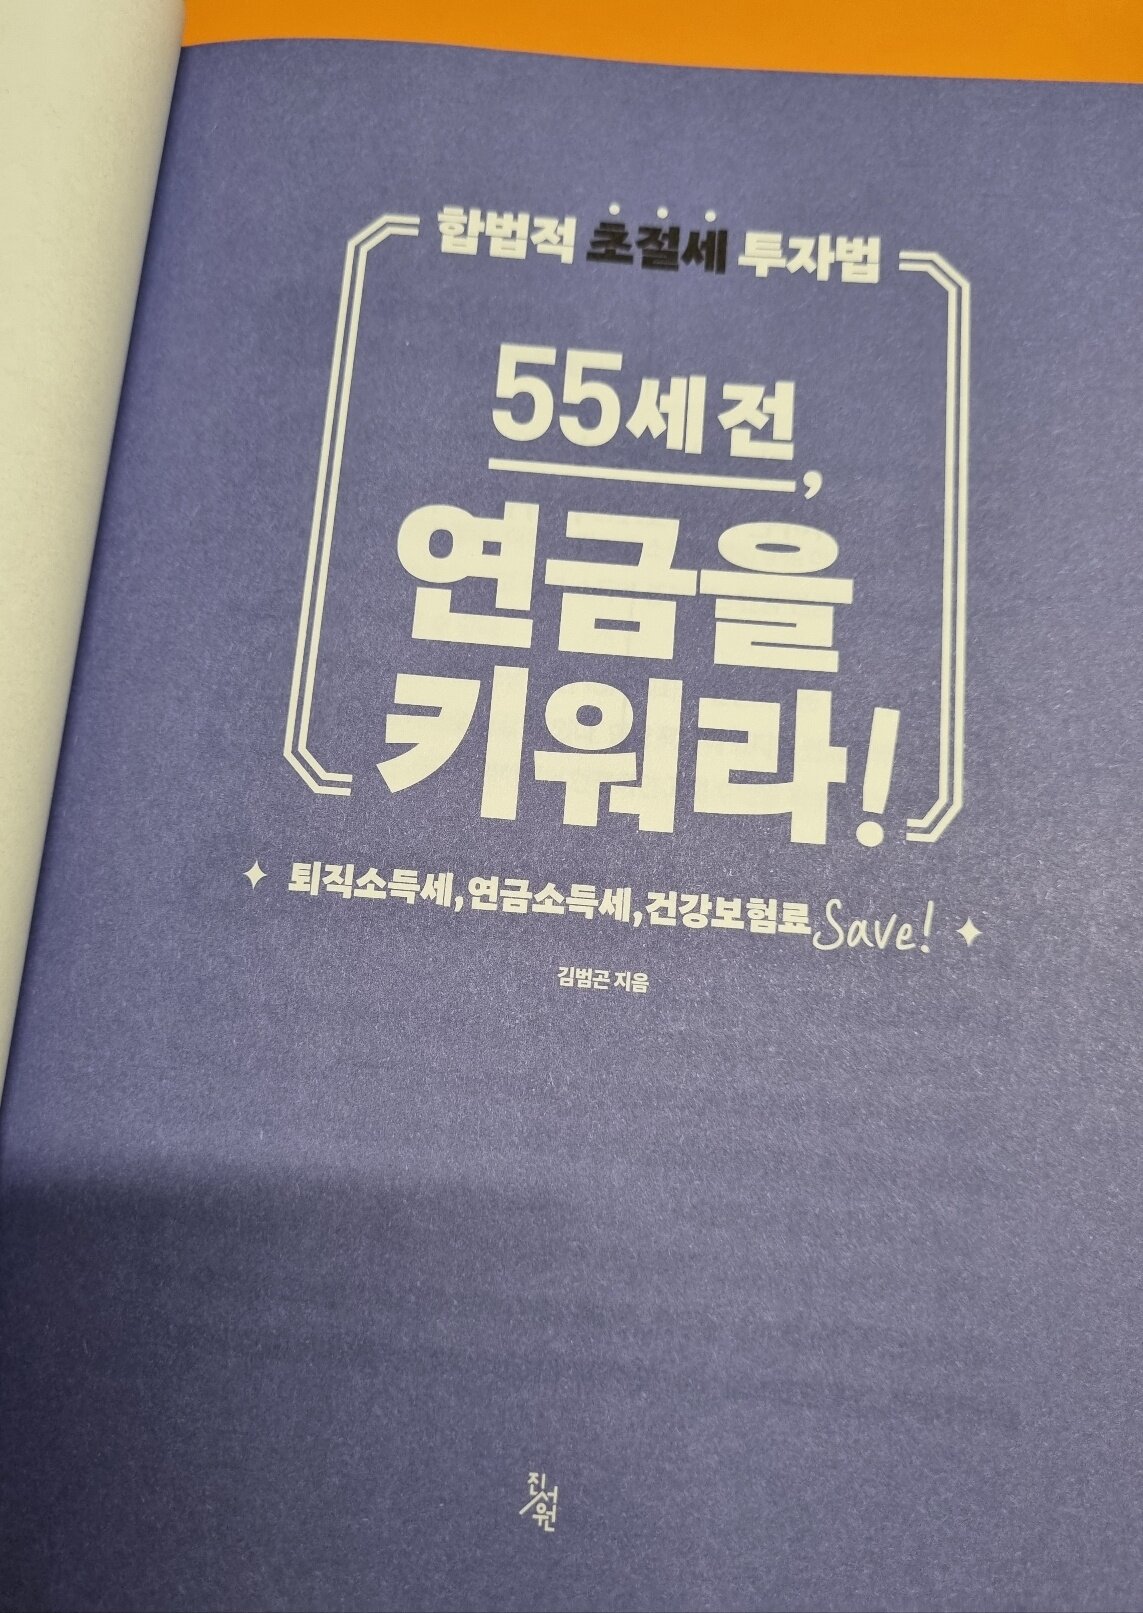 합법적 초절세 투자법
55세 전,
연금을
키워라!
퇴직소득세, 연금소득세, 건강보험료 Save!
김범곤 지음
진서원